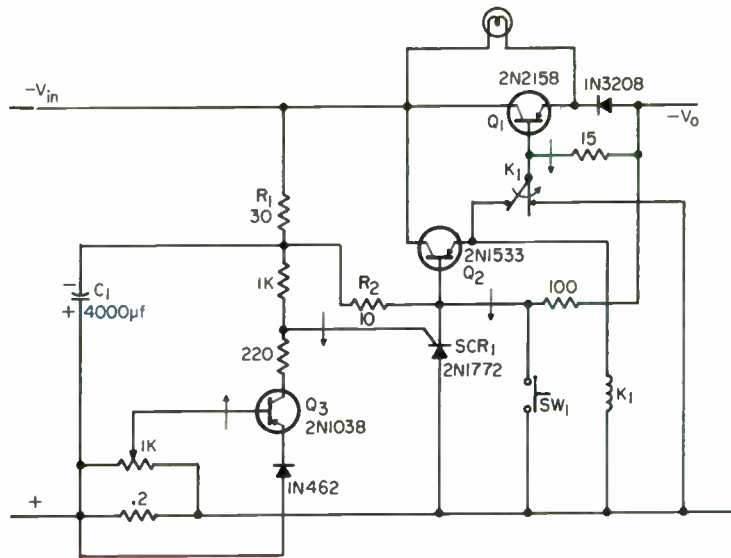 2N2158
1N3208
−Vin
−Vo
Q1
15
K1
R1
30
2N1533
Q2
−
C1
+
4000µf
1K
R2
10
100
220
SCR1
2N1772
Q3
2N1038
SW1
K1
1K
1N462
+
.2